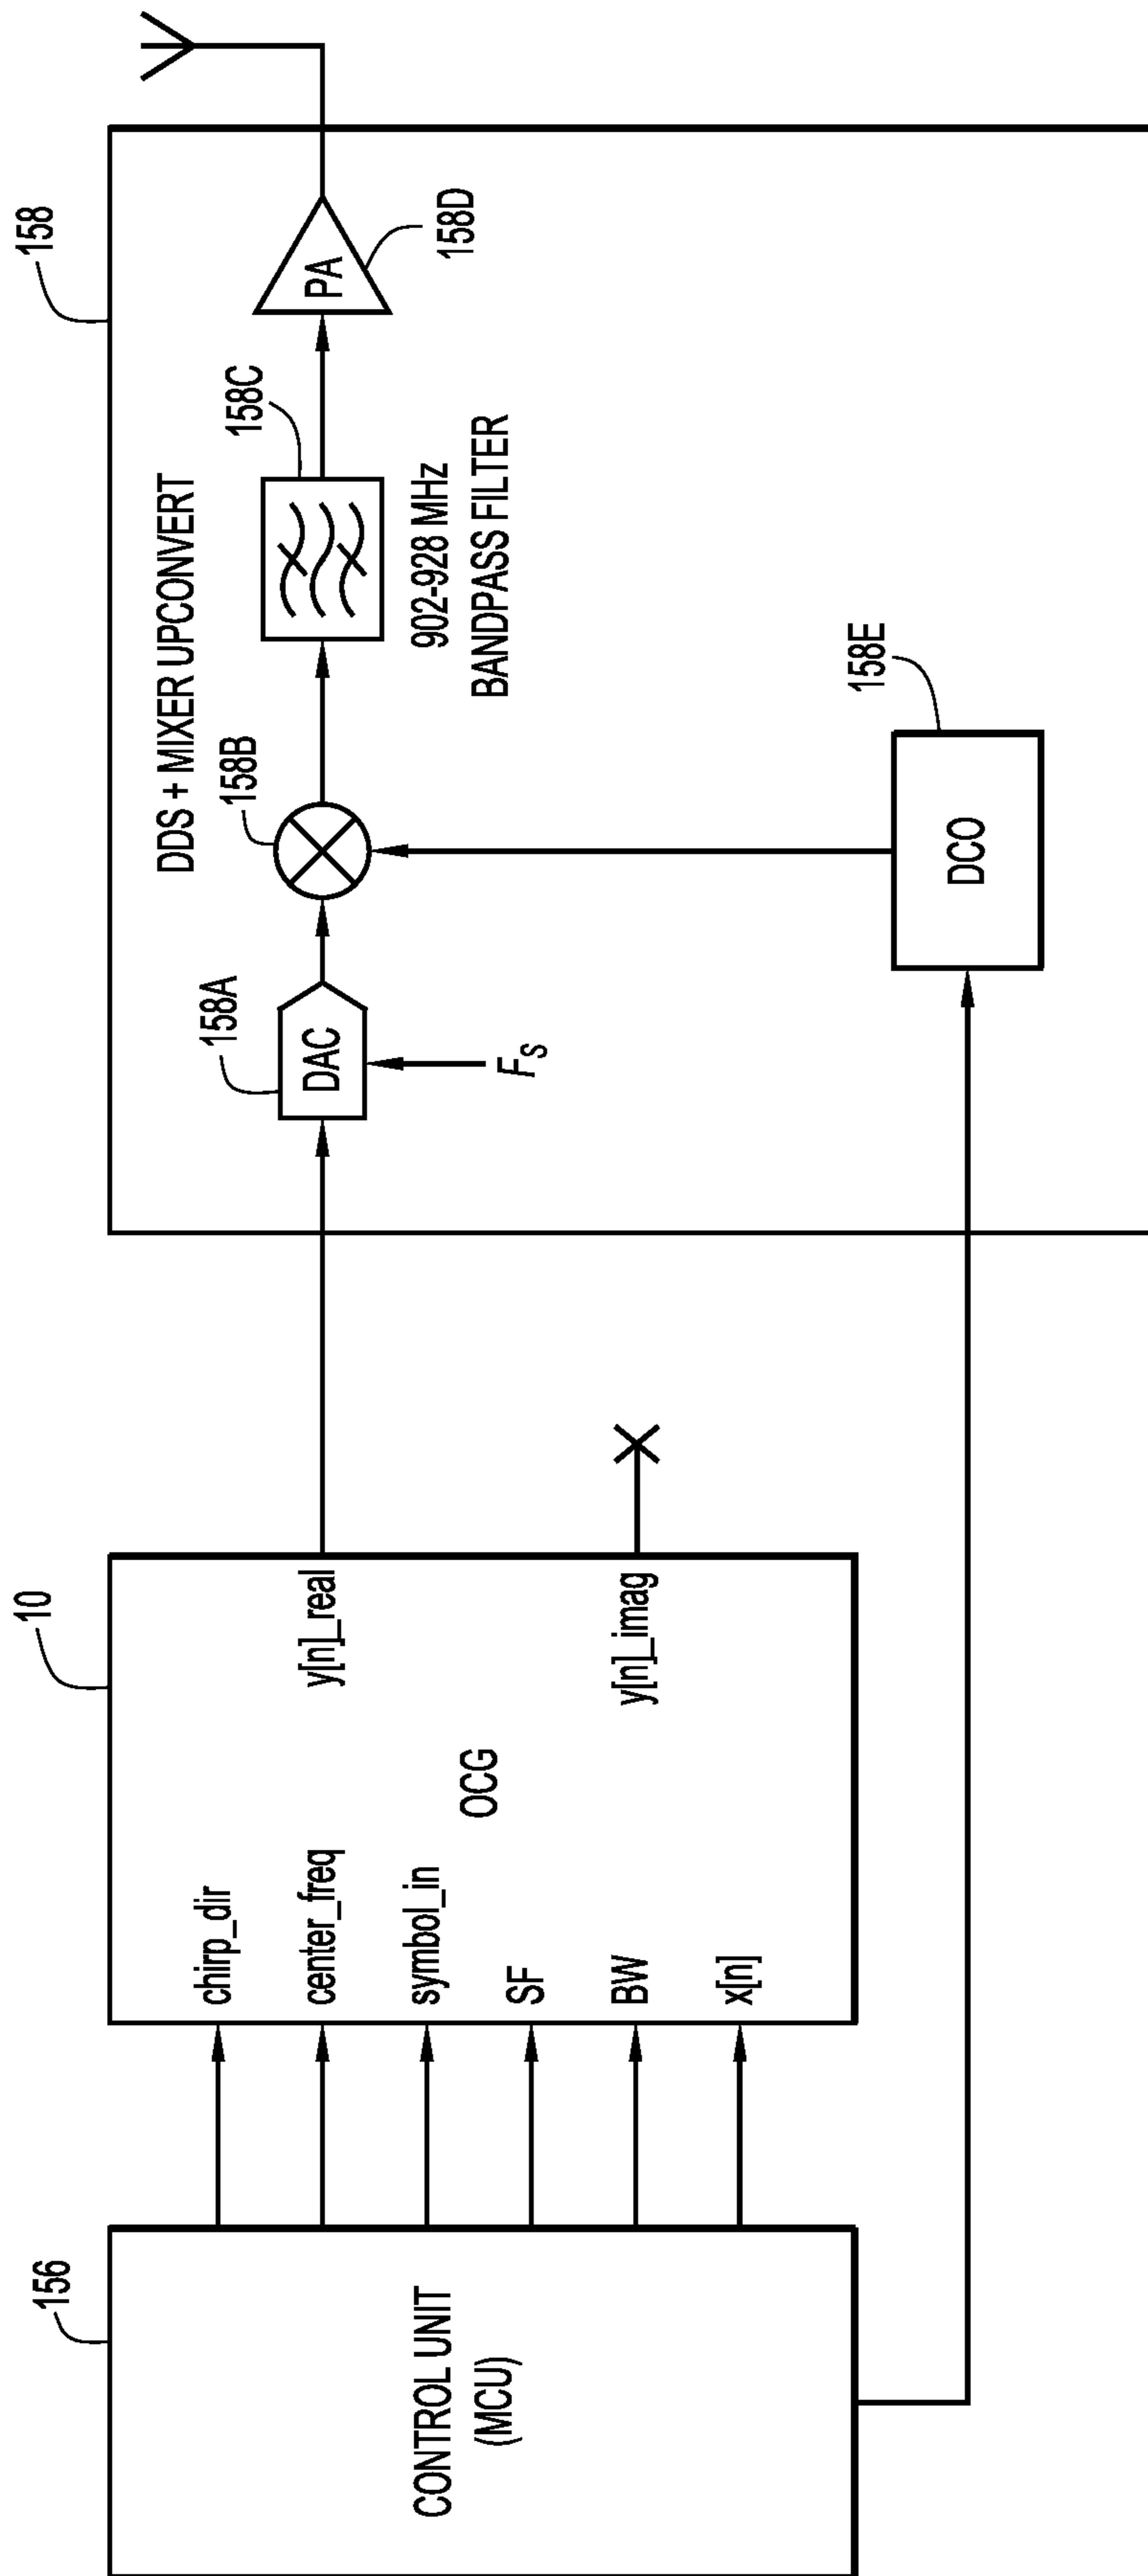 156
CONTROL UNIT
(MCU)
10
chirp_dir
center_freq
symbol_in
SF
BW
x[n]
OCG
y[n]_real
y[n]_imag
158
DDS + MIXER UPCONVERT
158A
DAC
FS
158B
158C
902-928 MHz
BANDPASS FILTER
PA
158D
158E
DCO